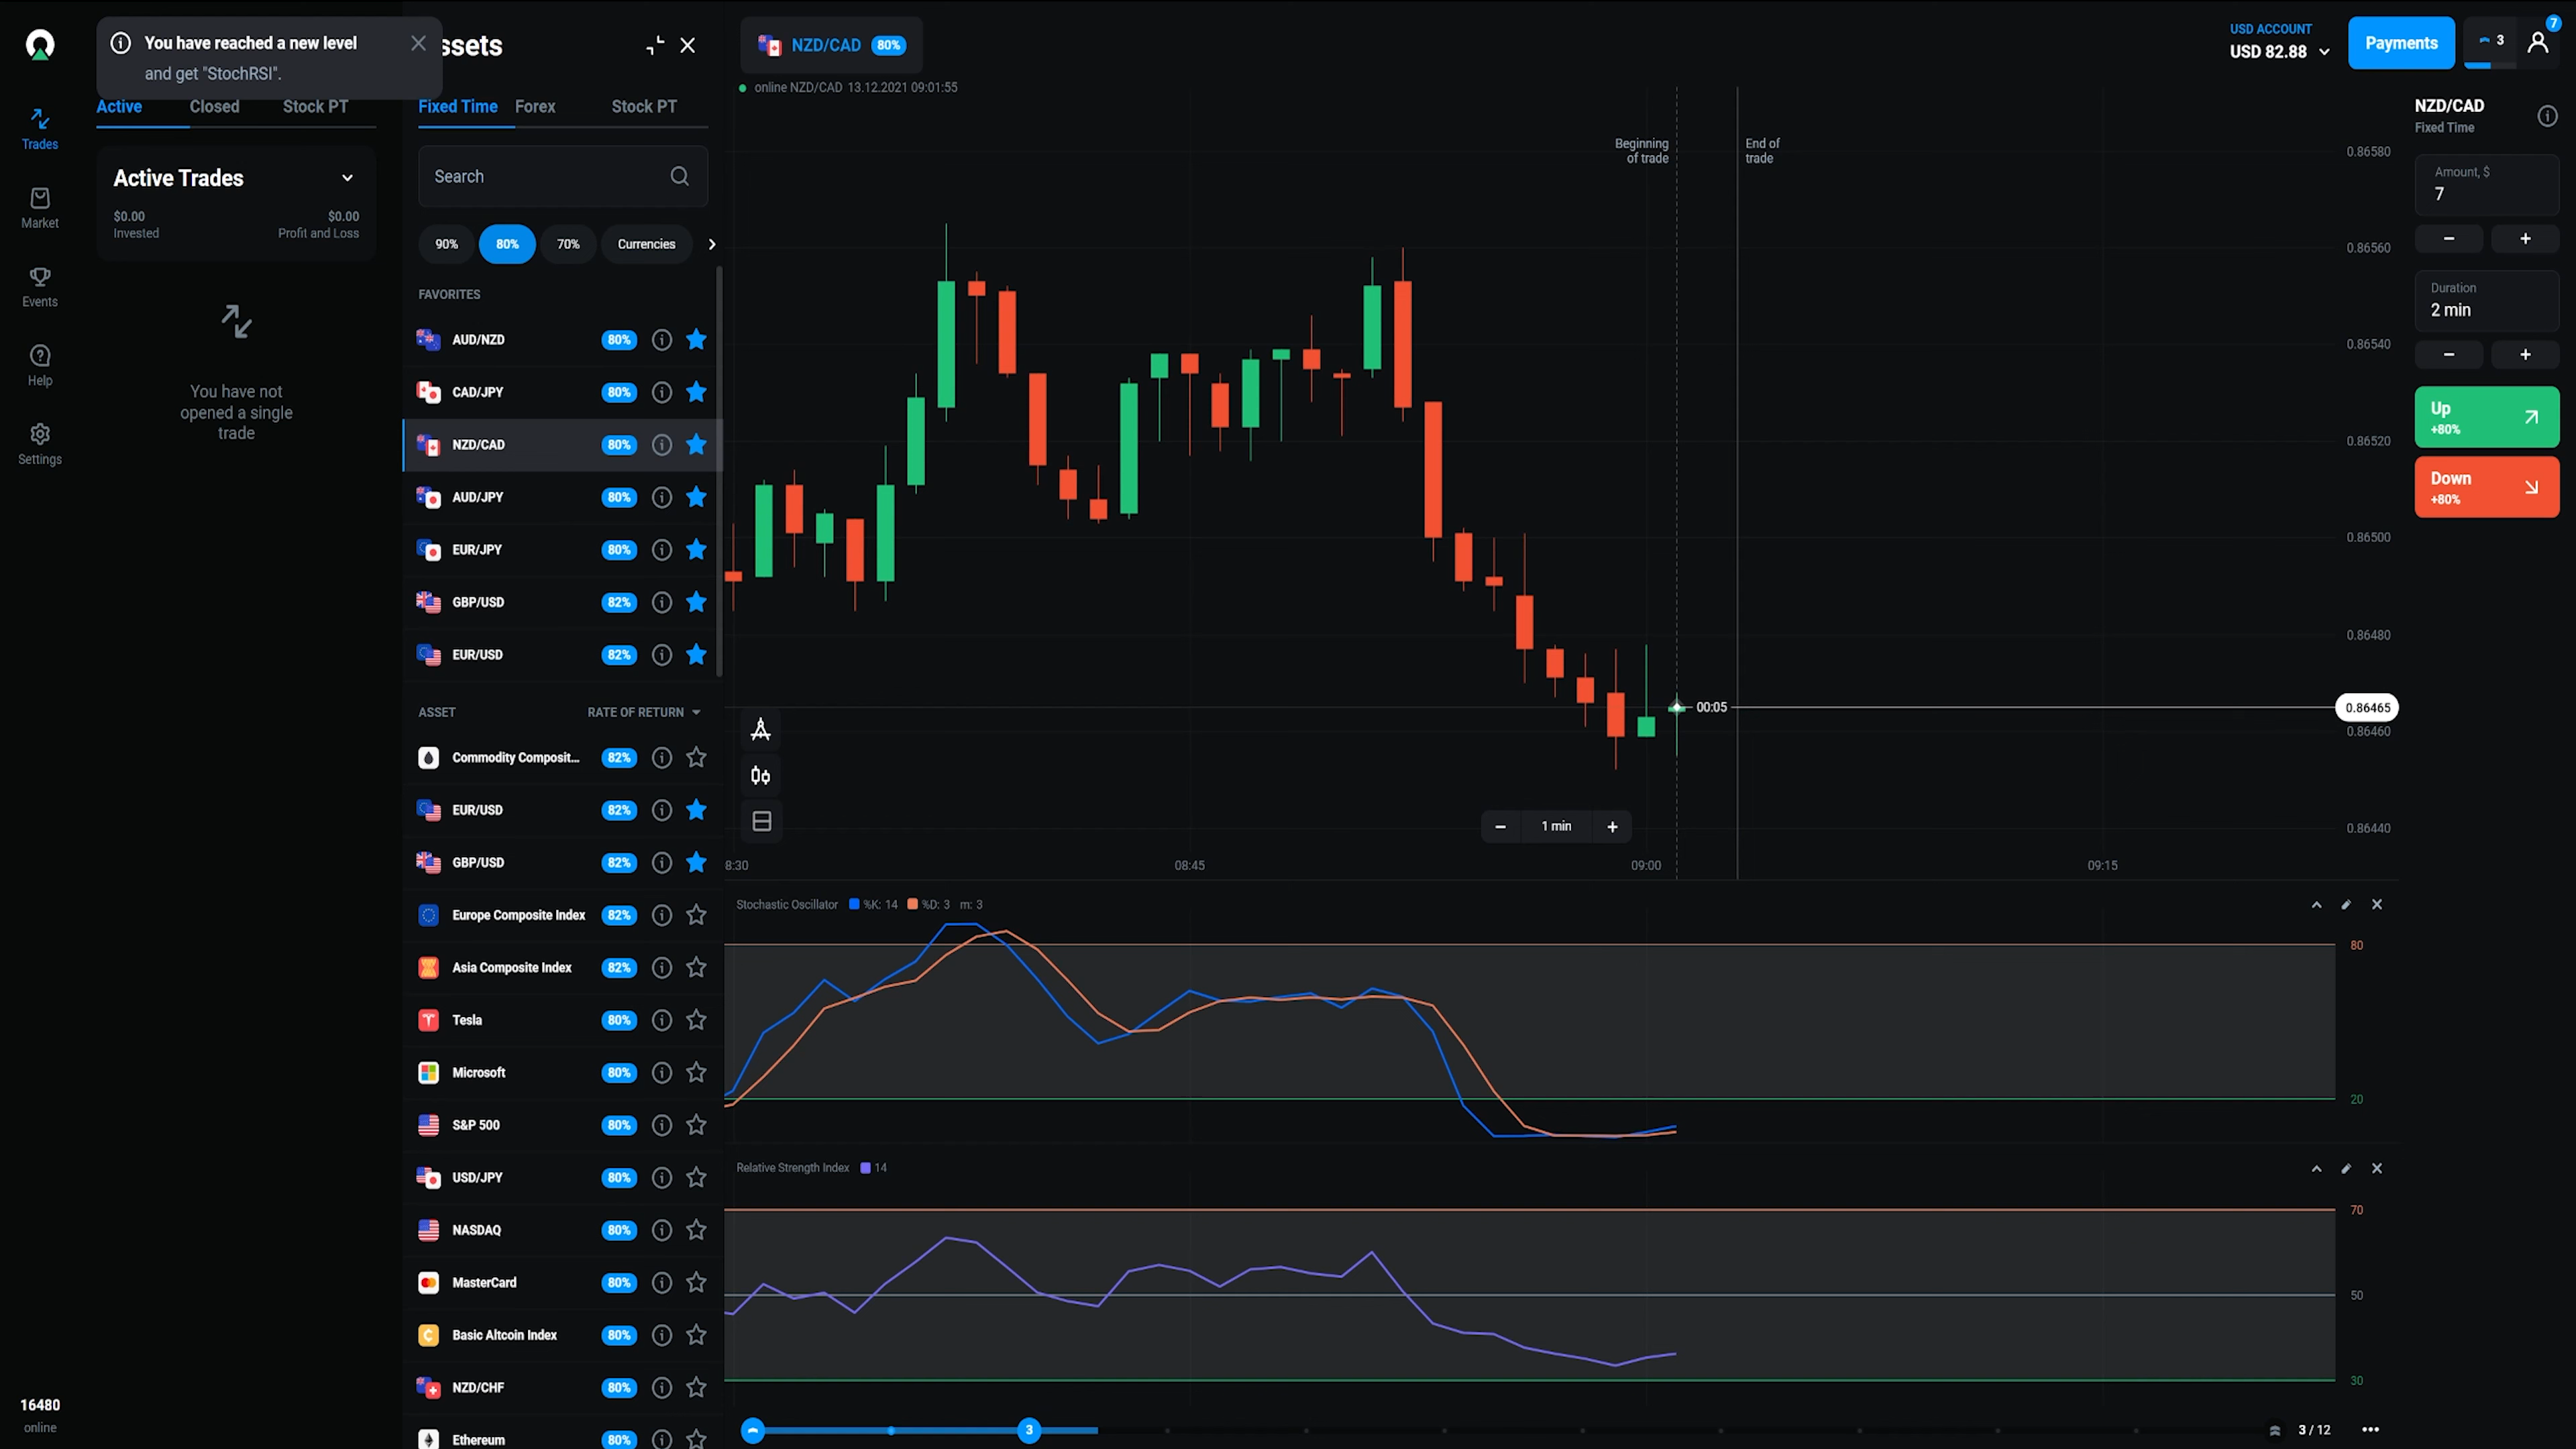 You have reached a new level
and get "StochRSI".
Trades
Market
Events
Help
Settings
16480
online
Active
Closed
Stock PT
Active Trades
$0.00
$0.00
Invested
Profit and Loss
You have not
opened a single
trade
ssets
Fixed Time
Forex
Stock PT
Search
90%
80%
70%
Currencies
FAVORITES
AUD/NZD 80%
CAD/JPY 80%
NZD/CAD 80%
AUD/JPY 80%
EUR/JPY 80%
GBP/USD 82%
EUR/USD 82%
ASSET
RATE OF RETURN
Commodity Composit... 82%
EUR/USD 82%
GBP/USD 82%
Europe Composite Index 82%
Asia Composite Index 82%
Tesla 80%
Microsoft 80%
S&P 500 80%
USD/JPY 80%
NASDAQ 80%
MasterCard 80%
Basic Altcoin Index 80%
NZD/CHF 80%
Ethereum 80%
NZD/CAD 80%
online NZD/CAD 13.12.2021 09:01:55
Beginning
of trade
End of
trade
0.86580
0.86560
0.86540
0.86520
0.86500
0.86480
00:05
0.86465
0.86460
0.86440
1 min
8:30
08:45
09:00
09:15
Stochastic Oscillator %K: 14 %D: 3 m: 3
80
20
Relative Strength Index 14
70
50
30
3
3 / 12
USD ACCOUNT
USD 82.88
Payments
3
7
NZD/CAD
Fixed Time
Amount, $
7
Duration
2 min
Up
+80%
Down
+80%